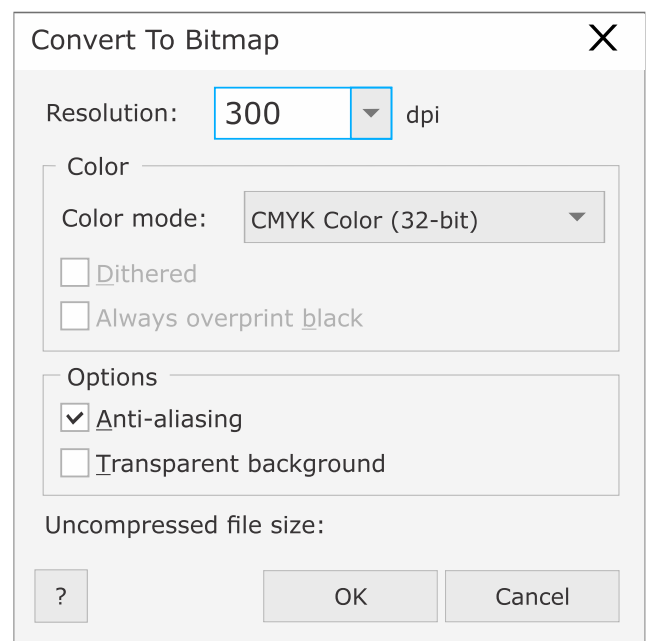 Convert To Bitmap
Resolution: 300 dpi
Color
Color mode: CMYK Color (32-bit)
Dithered
Always overprint black
Options
Anti-aliasing
Transparent background
Uncompressed file size:
? OK Cancel